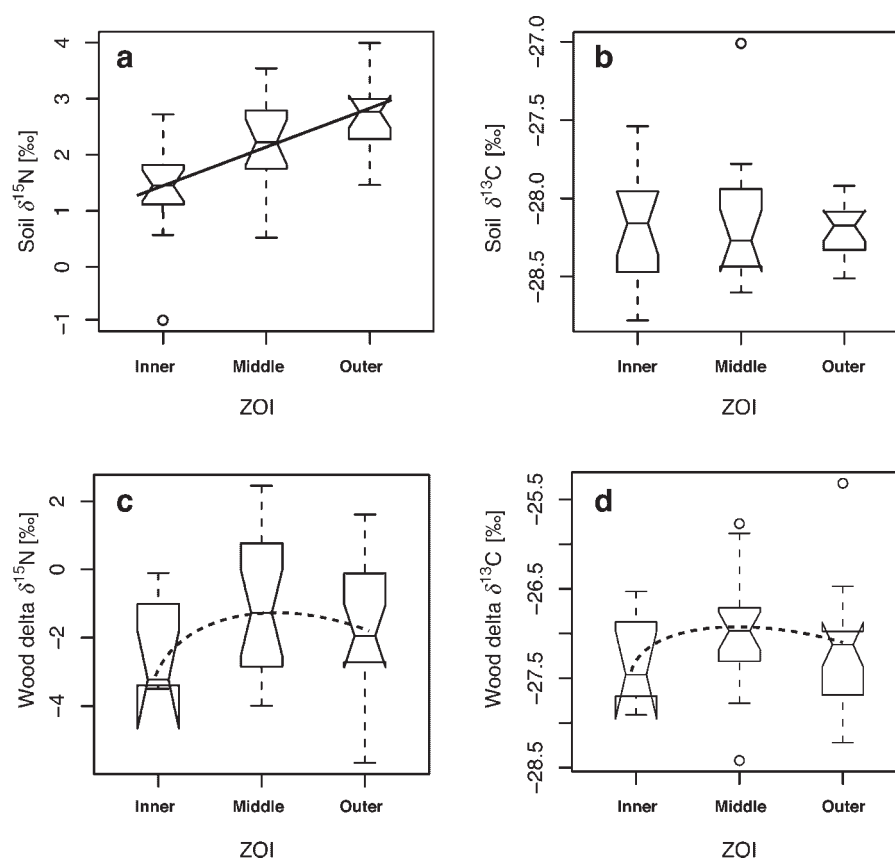 a
Soil δ¹⁵N [‰]
4
3
2
1
0
−1
Inner Middle Outer
ZOI
b
Soil δ¹³C [‰]
−27.0
−27.5
−28.0
−28.5
Inner Middle Outer
ZOI
c
Wood delta δ¹⁵N [‰]
2
0
−2
−4
Inner Middle Outer
ZOI
d
Wood delta δ¹³C [‰]
−25.5
−26.5
−27.5
−28.5
Inner Middle Outer
ZOI